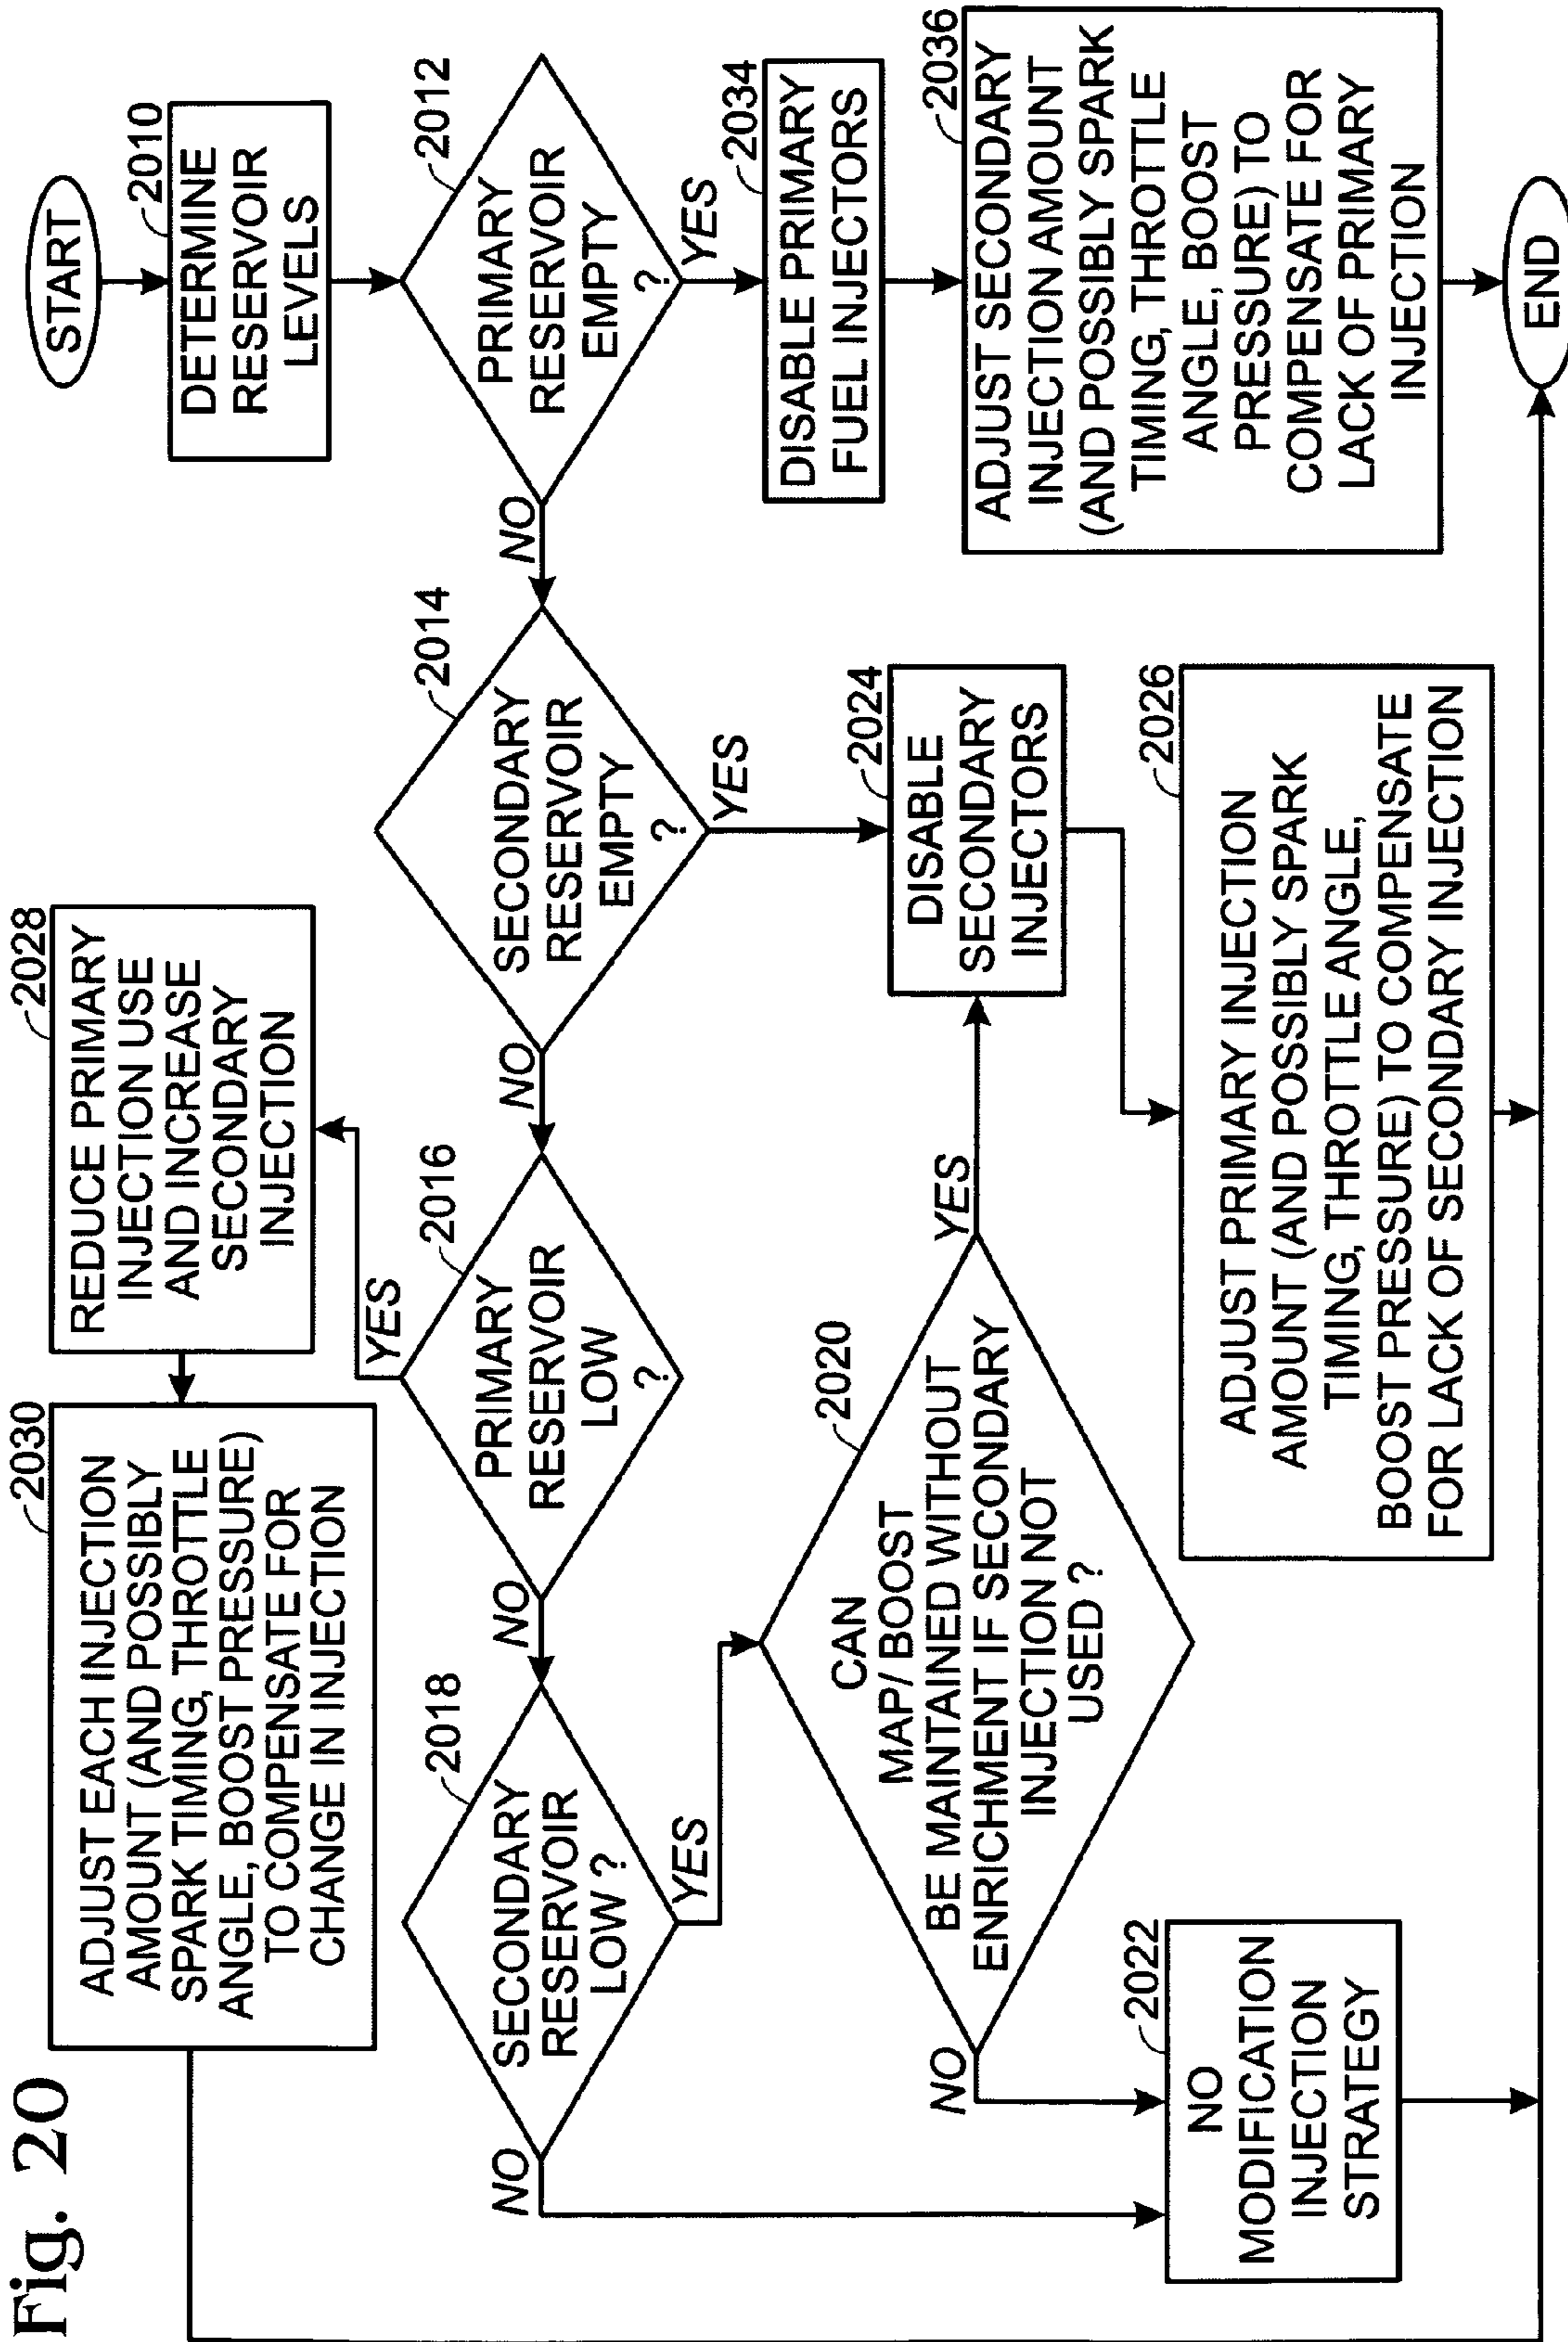 Fig. 20
START
2010
DETERMINE
RESERVOIR
LEVELS
2012
PRIMARY
RESERVOIR
EMPTY
?
NO
YES
2034
DISABLE PRIMARY
FUEL INJECTORS
2036
ADJUST SECONDARY
INJECTION AMOUNT
(AND POSSIBLY SPARK
TIMING, THROTTLE
ANGLE, BOOST
PRESSURE) TO
COMPENSATE FOR
LACK OF PRIMARY
INJECTION
END
2014
SECONDARY
RESERVOIR
EMPTY
?
NO
YES
2024
DISABLE
SECONDARY
INJECTORS
2026
ADJUST PRIMARY INJECTION
AMOUNT (AND POSSIBLY SPARK
TIMING, THROTTLE ANGLE,
BOOST PRESSURE) TO COMPENSATE
FOR LACK OF SECONDARY INJECTION
2016
PRIMARY
RESERVOIR
LOW
?
YES
NO
2028
REDUCE PRIMARY
INJECTION USE
AND INCREASE
SECONDARY
INJECTION
2030
ADJUST EACH INJECTION
AMOUNT (AND POSSIBLY
SPARK TIMING, THROTTLE
ANGLE, BOOST PRESSURE)
TO COMPENSATE FOR
CHANGE IN INJECTION
2018
SECONDARY
RESERVOIR
LOW ?
NO
YES
2020
CAN
MAP/ BOOST
BE MAINTAINED WITHOUT
ENRICHMENT IF SECONDARY
INJECTION NOT
USED ?
YES
NO
2022
NO
MODIFICATION
INJECTION
STRATEGY